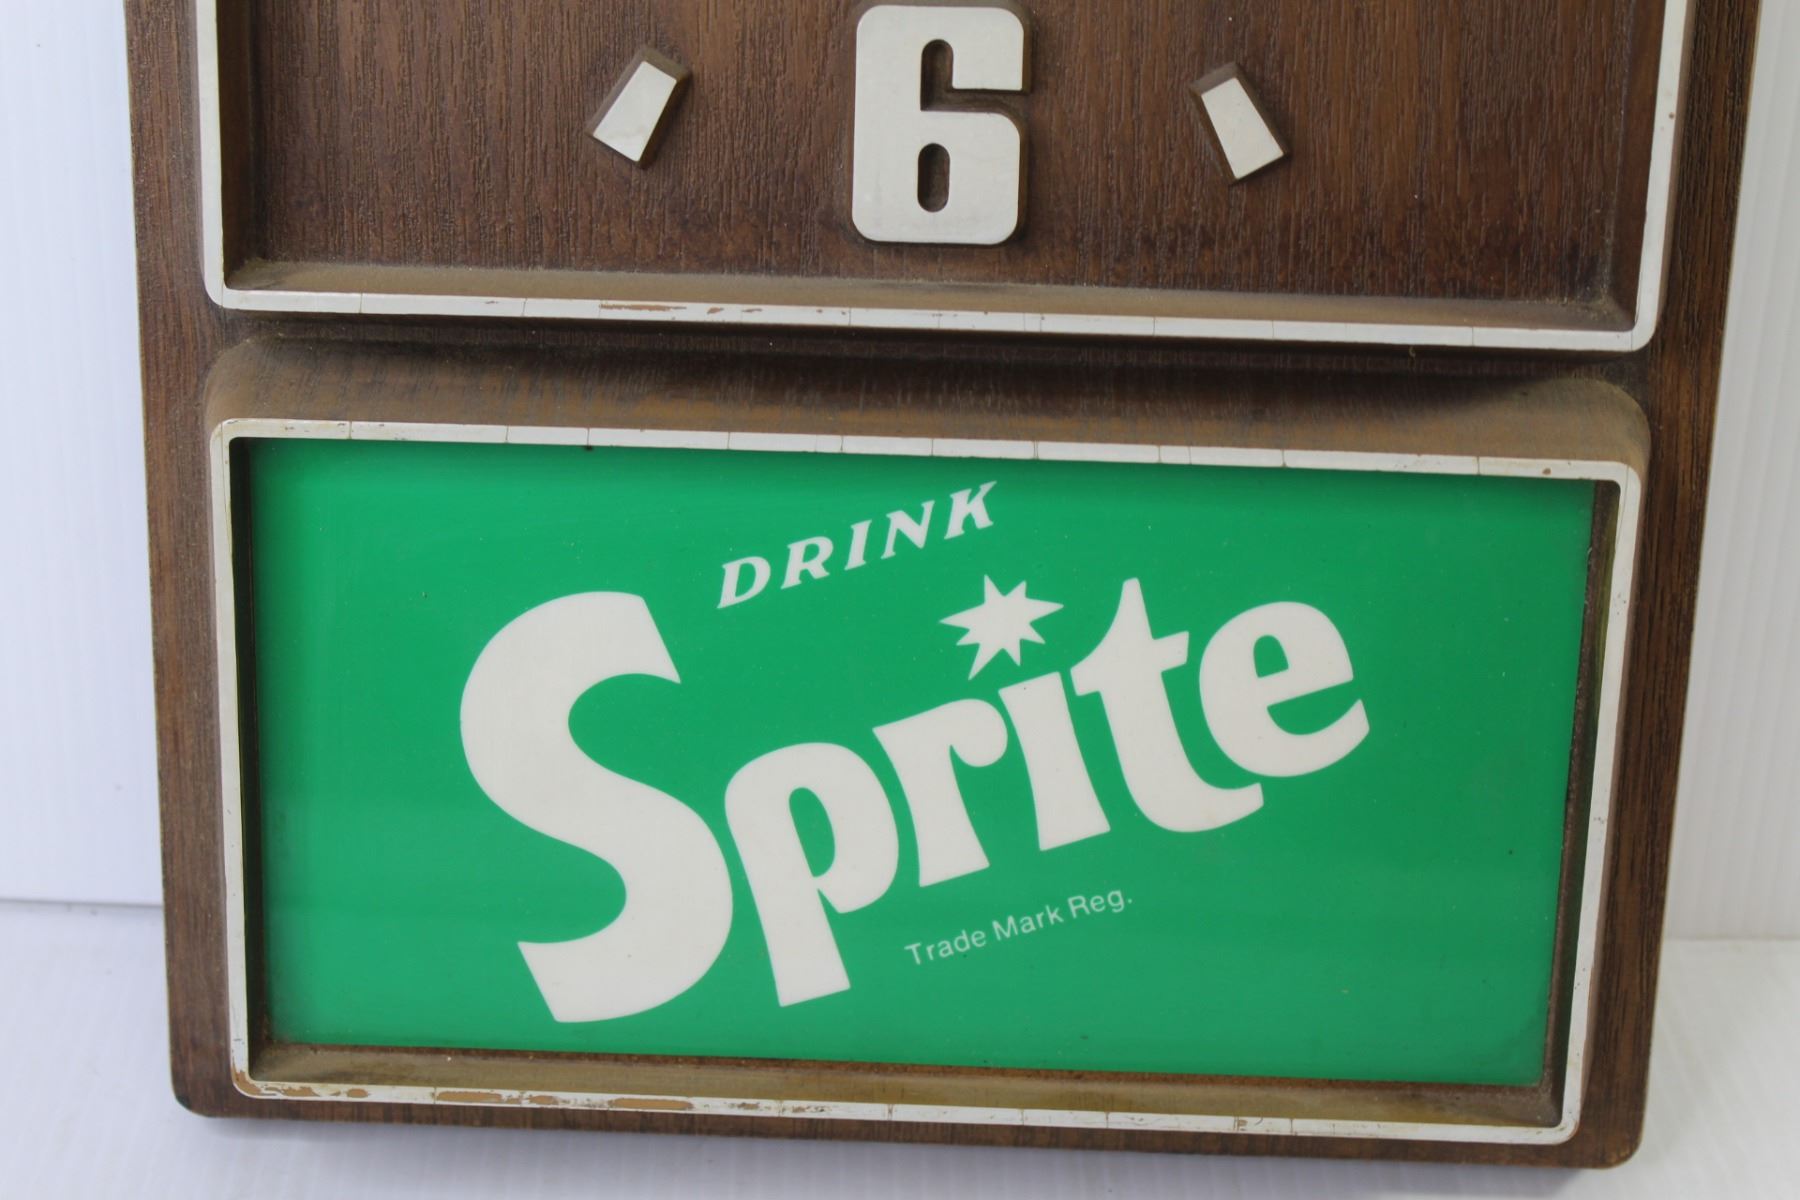 6
DRINK
Sprite
Trade Mark Reg.